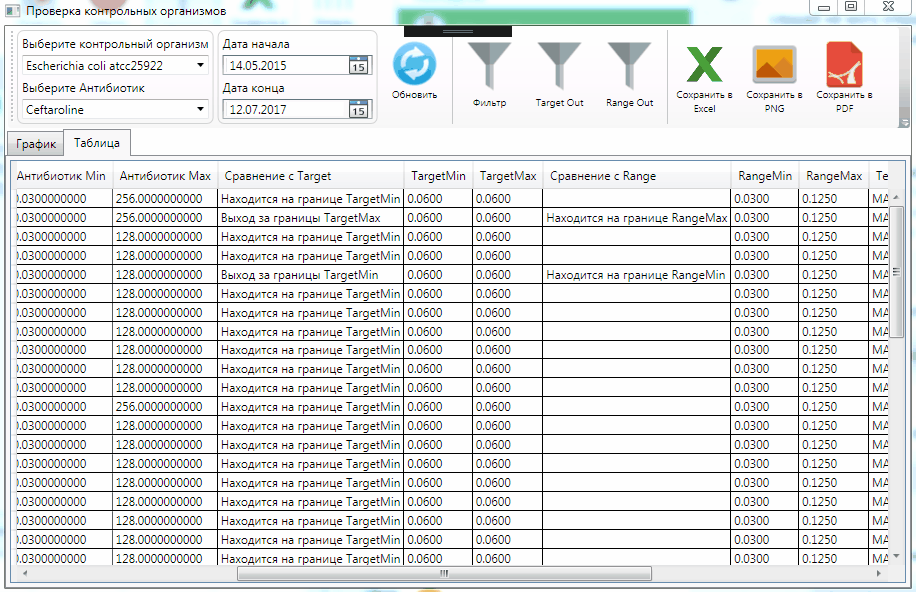 Проверка контрольных организмов
Выберите контрольный организм
Escherichia coli atcc25922
Выберите Антибиотик
Ceftaroline
Дата начала
14.05.2015 15
Дата конца
12.07.2017 15
Обновить
Фильтр
Target Out
Range Out
Сохранить в Excel
Сохранить в PNG
Сохранить в PDF
График Таблица
Антибиотик Min Антибиотик Max Сравнение с Target TargetMin TargetMax Сравнение с Range RangeMin RangeMax Te
0.0300000000 256.0000000000 Находится на границе TargetMin 0.0600 0.0600 0.0300 0.1250 MA
0.0300000000 256.0000000000 Выход за границы TargetMax 0.0600 0.0600 Находится на границе RangeMax 0.0300 0.1250 MA
0.0300000000 128.0000000000 Находится на границе TargetMin 0.0600 0.0600 0.0300 0.1250 MA
0.0300000000 128.0000000000 Находится на границе TargetMin 0.0600 0.0600 0.0300 0.1250 MA
0.0300000000 128.0000000000 Выход за границы TargetMin 0.0600 0.0600 Находится на границе RangeMin 0.0300 0.1250 MA
0.0300000000 128.0000000000 Находится на границе TargetMin 0.0600 0.0600 0.0300 0.1250 MA
0.0300000000 128.0000000000 Находится на границе TargetMin 0.0600 0.0600 0.0300 0.1250 MA
0.0300000000 128.0000000000 Находится на границе TargetMin 0.0600 0.0600 0.0300 0.1250 MA
0.0300000000 128.0000000000 Находится на границе TargetMin 0.0600 0.0600 0.0300 0.1250 MA
0.0300000000 128.0000000000 Находится на границе TargetMin 0.0600 0.0600 0.0300 0.1250 MA
0.0300000000 128.0000000000 Находится на границе TargetMin 0.0600 0.0600 0.0300 0.1250 MA
0.0300000000 256.0000000000 Находится на границе TargetMin 0.0600 0.0600 0.0300 0.1250 MA
0.0300000000 128.0000000000 Находится на границе TargetMin 0.0600 0.0600 0.0300 0.1250 MA
0.0300000000 128.0000000000 Находится на границе TargetMin 0.0600 0.0600 0.0300 0.1250 MA
0.0300000000 128.0000000000 Находится на границе TargetMin 0.0600 0.0600 0.0300 0.1250 MA
0.0300000000 128.0000000000 Находится на границе TargetMin 0.0600 0.0600 0.0300 0.1250 MA
0.0300000000 128.0000000000 Находится на границе TargetMin 0.0600 0.0600 0.0300 0.1250 MA
0.0300000000 128.0000000000 Находится на границе TargetMin 0.0600 0.0600 0.0300 0.1250 MA
0.0300000000 128.0000000000 Находится на границе TargetMin 0.0600 0.0600 0.0300 0.1250 MA
0.0300000000 128.0000000000 Находится на границе TargetMin 0.0600 0.0600 0.0300 0.1250 MA